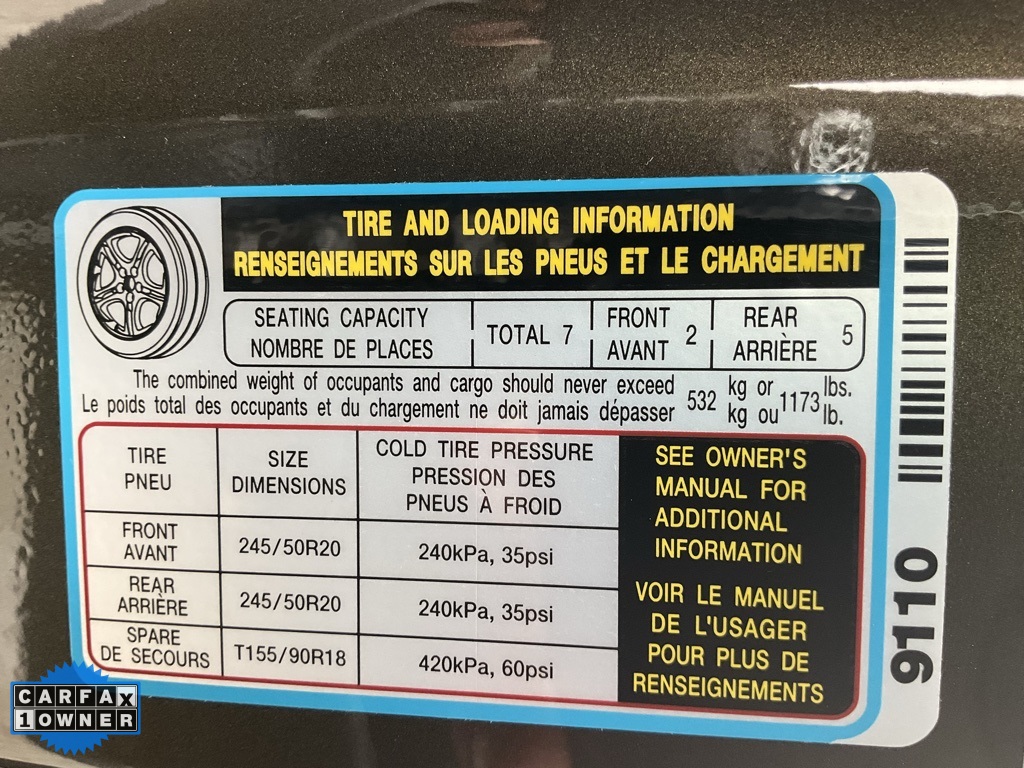 TIRE AND LOADING INFORMATION
RENSEIGNEMENTS SUR LES PNEUS ET LE CHARGEMENT
SEATING CAPACITY
NOMBRE DE PLACES
TOTAL 7
FRONT
AVANT
2
REAR
ARRIÈRE
5
The combined weight of occupants and cargo should never exceed
Le poids total des occupants et du chargement ne doit jamais dépasser
532
kg or
kg ou
1173
lbs.
lb.
TIRE
PNEU
SIZE
DIMENSIONS
COLD TIRE PRESSURE
PRESSION DES
PNEUS À FROID
FRONT
AVANT
245/50R20
240kPa, 35psi
REAR
ARRIÈRE
245/50R20
240kPa, 35psi
SPARE
DE SECOURS
T155/90R18
420kPa, 60psi
SEE OWNER'S
MANUAL FOR
ADDITIONAL
INFORMATION
VOIR LE MANUEL
DE L'USAGER
POUR PLUS DE
RENSEIGNEMENTS
9110
CARFAX
1 OWNER